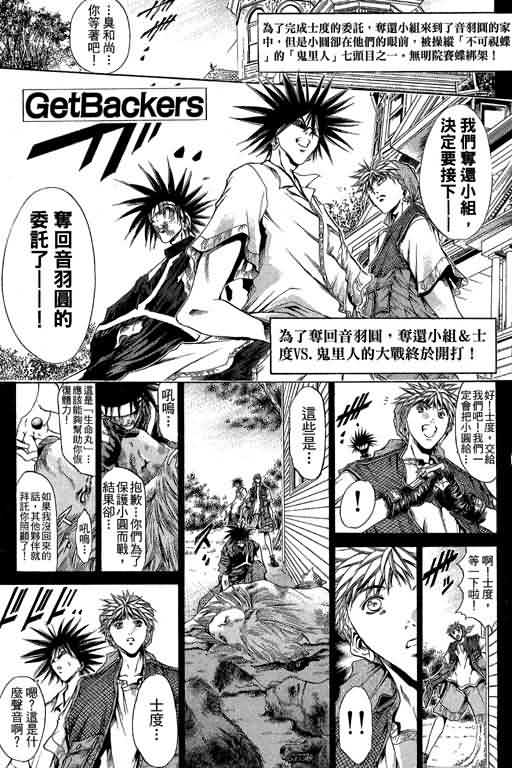 為了完成士度的委託，奪還小組來到了音羽圓的家
中，但是小圓卻在他們的眼前，被操縱「不可視蝶
」的「鬼里人」七頭目之一，無明院賽蝶綁架！
…臭和尚…
你等著吧！
GetBackers
我們奪還小組，
決定要接下——
奪回音羽圓的
委託了——！
為了奪回音羽圓，奪還小組＆士
度VS.鬼里人的大戰終於開打！
好！士度，交給
我們吧！我們一
定會把小圓給…
這些是…
吼嗚…
抱歉…你們為了
保護小圓而戰，
結果卻…
這是「生命丸」…
應該能夠幫助你恢
復體力！
吼嗚…
如果我沒回來的
話，其他夥伴就
拜託你照顧了！
啊，士度，
等一下啦！
!!
!!
士度…
嗯？這是什
麼聲音啊？